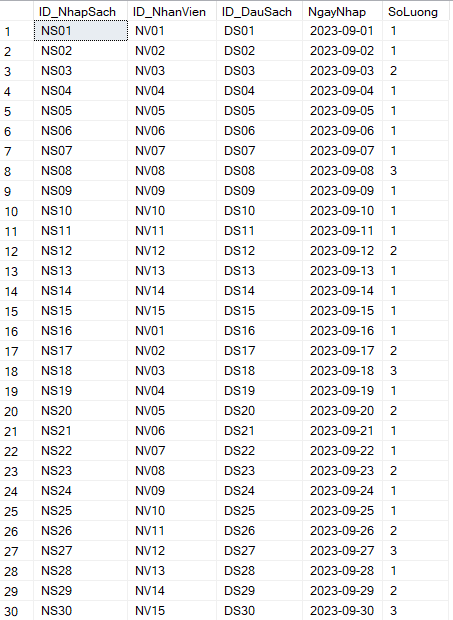 ID_NhapSach ID_NhanVien ID_DauSach NgayNhap SoLuong
1 NS01 NV01 DS01 2023-09-01 1
2 NS02 NV02 DS02 2023-09-02 1
3 NS03 NV03 DS03 2023-09-03 2
4 NS04 NV04 DS04 2023-09-04 1
5 NS05 NV05 DS05 2023-09-05 1
6 NS06 NV06 DS06 2023-09-06 1
7 NS07 NV07 DS07 2023-09-07 1
8 NS08 NV08 DS08 2023-09-08 3
9 NS09 NV09 DS09 2023-09-09 1
10 NS10 NV10 DS10 2023-09-10 1
11 NS11 NV11 DS11 2023-09-11 1
12 NS12 NV12 DS12 2023-09-12 2
13 NS13 NV13 DS13 2023-09-13 1
14 NS14 NV14 DS14 2023-09-14 1
15 NS15 NV15 DS15 2023-09-15 1
16 NS16 NV01 DS16 2023-09-16 1
17 NS17 NV02 DS17 2023-09-17 2
18 NS18 NV03 DS18 2023-09-18 3
19 NS19 NV04 DS19 2023-09-19 1
20 NS20 NV05 DS20 2023-09-20 2
21 NS21 NV06 DS21 2023-09-21 1
22 NS22 NV07 DS22 2023-09-22 1
23 NS23 NV08 DS23 2023-09-23 2
24 NS24 NV09 DS24 2023-09-24 1
25 NS25 NV10 DS25 2023-09-25 1
26 NS26 NV11 DS26 2023-09-26 2
27 NS27 NV12 DS27 2023-09-27 3
28 NS28 NV13 DS28 2023-09-28 1
29 NS29 NV14 DS29 2023-09-29 2
30 NS30 NV15 DS30 2023-09-30 3